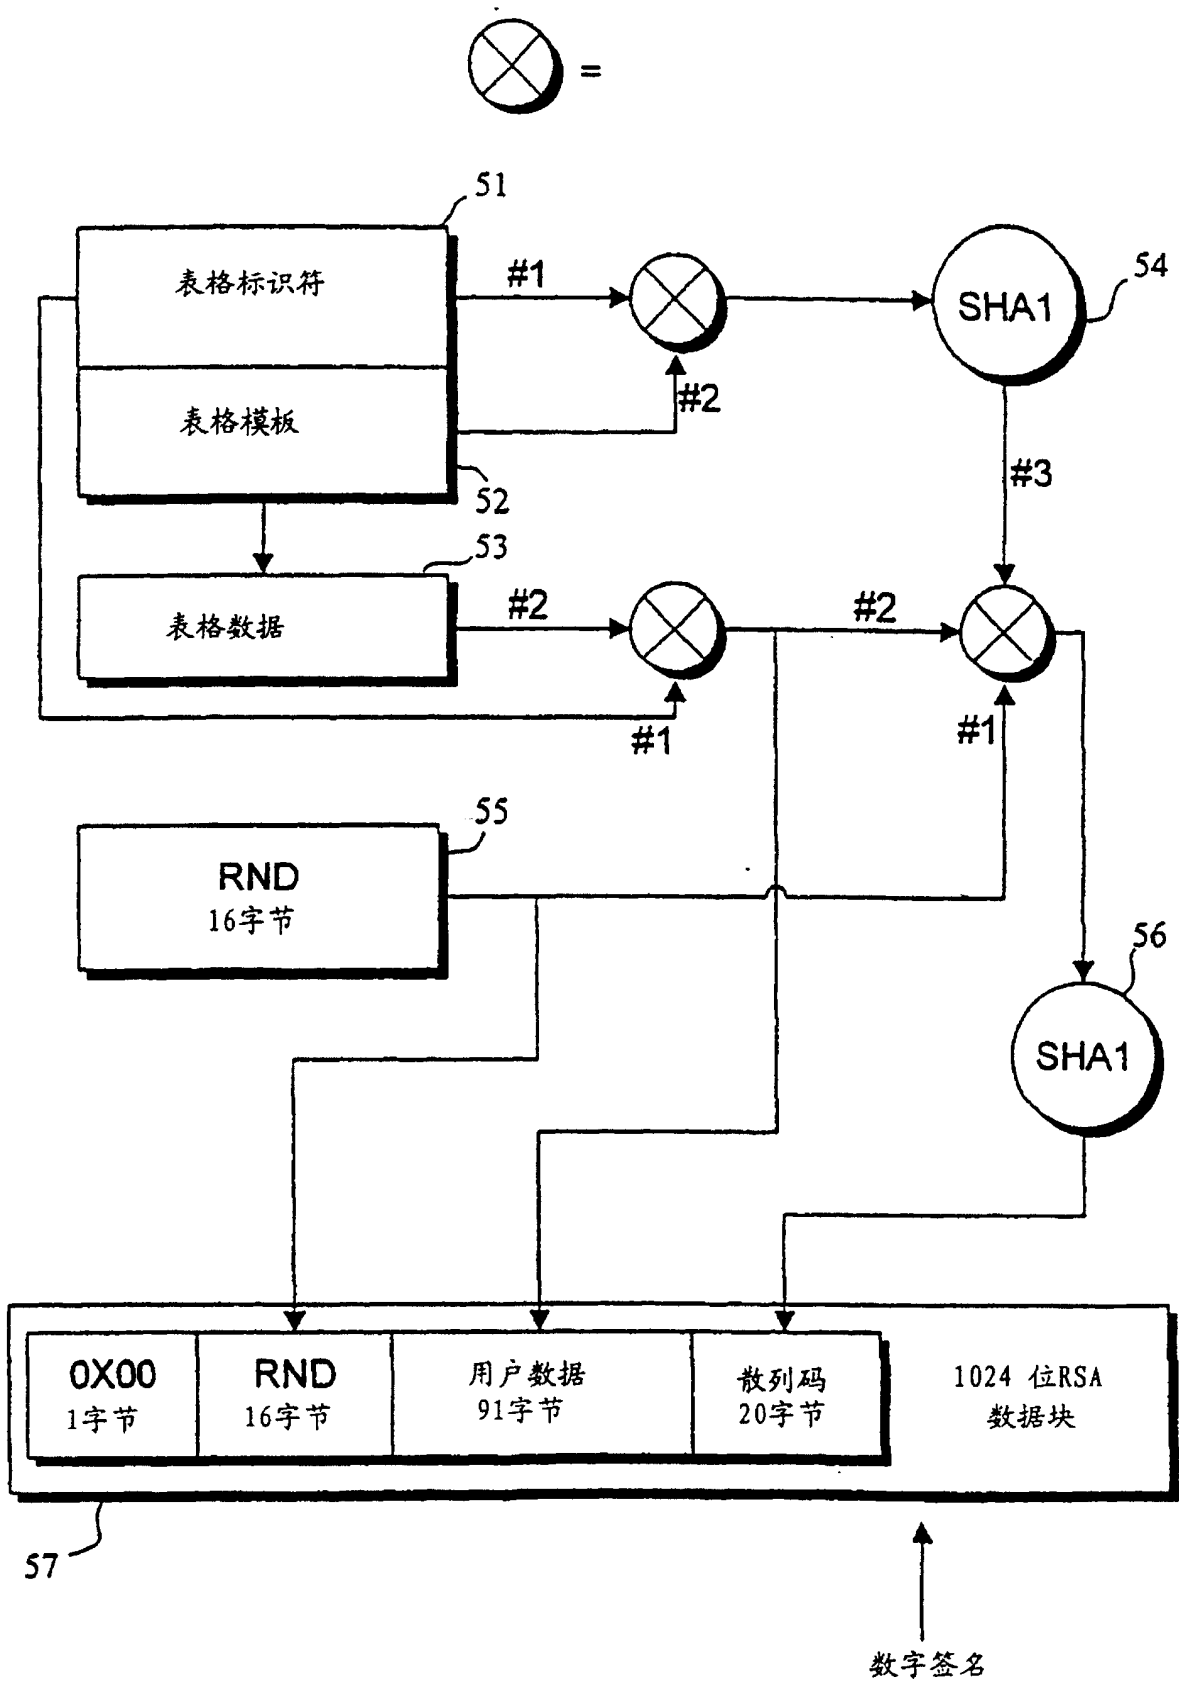 =
51
表格标识符
#1
SHA1
54
表格模板
#2
52
#3
53
表格数据
#2
#2
#1
#1
55
RND
16字节
56
SHA1
0X00
1字节
RND
16字节
用户数据
91字节
散列码
20字节
1024 位RSA
数据块
57
数字签名